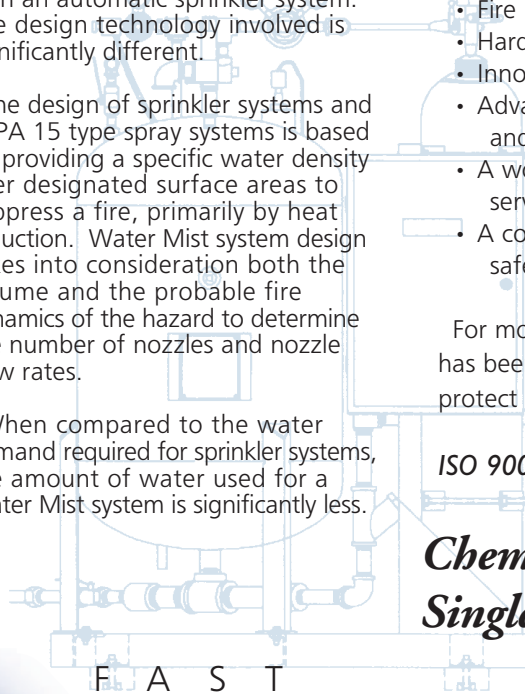 an automatic sprinkler system.
design technology involved is
nificantly different.
ne design of sprinkler systems and
PA 15 type spray systems is based
providing a specific water density
er designated surface areas to
ppress a fire, primarily by heat
uction. Water Mist system design
es into consideration both the
ume and the probable fire
namics of the hazard to determine
e number of nozzles and nozzle
w rates.
When compared to the water
mand required for sprinkler systems,
e amount of water used for a
ter Mist system is significantly less.
F A S T
• Fire
• Hard
• Inno
• Adva
and
• A wo
serv
• A co
safe
For mo
has bee
protect
ISO 900
Chem
Singl